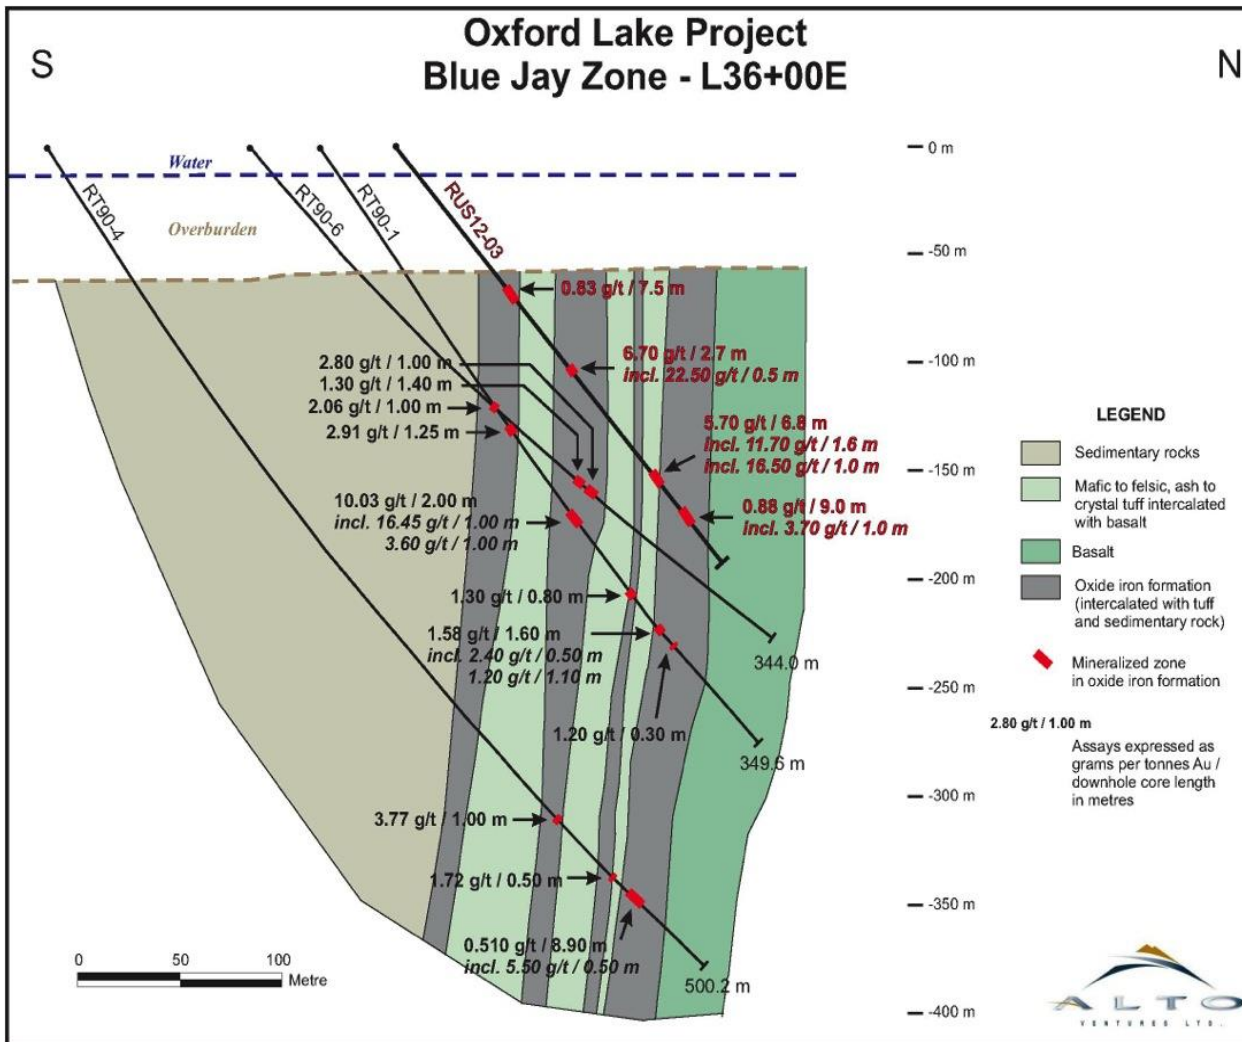 Oxford Lake Project
Blue Jay Zone - L36+00E
S
N
0 m
Water
RT90-4
RT90-6
RT90-1
RUS12-03
Overburden
-50 m
0.83 g/t / 7.5 m
6.70 g/t / 2.7 m
incl. 22.50 g/t / 0.5 m
-100 m
2.80 g/t / 1.00 m
1.30 g/t / 1.40 m
2.06 g/t / 1.00 m
2.91 g/t / 1.25 m
5.70 g/t / 6.8 m
incl. 11.70 g/t / 1.6 m
incl. 16.50 g/t / 1.0 m
-150 m
10.03 g/t / 2.00 m
incl. 16.45 g/t / 1.00 m
3.60 g/t / 1.00 m
0.88 g/t / 9.0 m
incl. 3.70 g/t / 1.0 m
-200 m
1.30 g/t / 0.80 m
1.58 g/t / 1.60 m
incl. 2.40 g/t / 0.50 m
1.20 g/t / 1.10 m
344.0 m
-250 m
1.20 g/t / 0.30 m
349.6 m
-300 m
3.77 g/t / 1.00 m
1.72 g/t / 0.50 m
-350 m
0.510 g/t / 8.90 m
incl. 5.50 g/t / 0.50 m
500.2 m
-400 m
0 50 100
Metre
LEGEND
Sedimentary rocks
Mafic to felsic, ash to
crystal tuff intercalated
with basalt
Basalt
Oxide iron formation
(intercalated with tuff
and sedimentary rock)
Mineralized zone
in oxide iron formation
2.80 g/t / 1.00 m
Assays expressed as
grams per tonnes Au /
downhole core length
in metres
ALTO
VENTURES LTD.